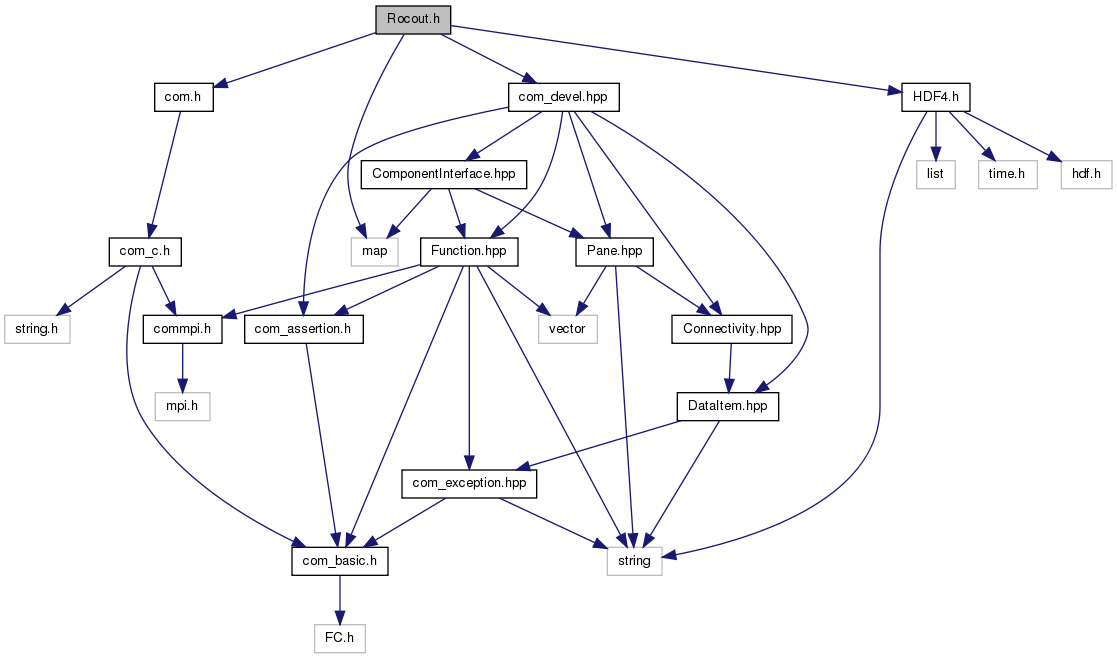 Rocout.h
com.h
com_devel.hpp
HDF4.h
ComponentInterface.hpp
list
time.h
hdf.h
com_c.h
map
Function.hpp
Pane.hpp
string.h
commpi.h
com_assertion.h
vector
Connectivity.hpp
mpi.h
DataItem.hpp
com_exception.hpp
com_basic.h
string
FC.h